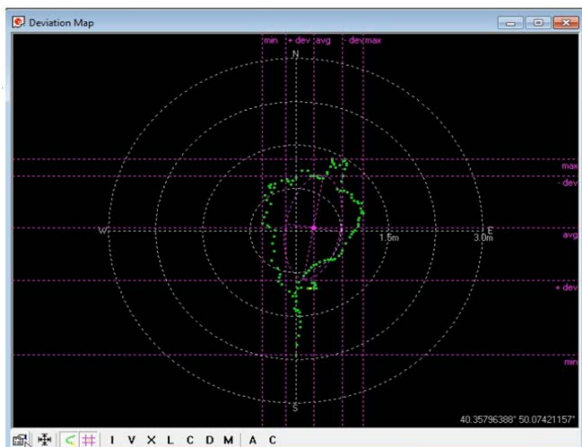 Deviation Map
min + dev avg - dev max
N
max
- dev
W 1.5m 3.0m E
avg
+ dev
min
S
40.35796388° 50.07421157°
I V X L C D M A C